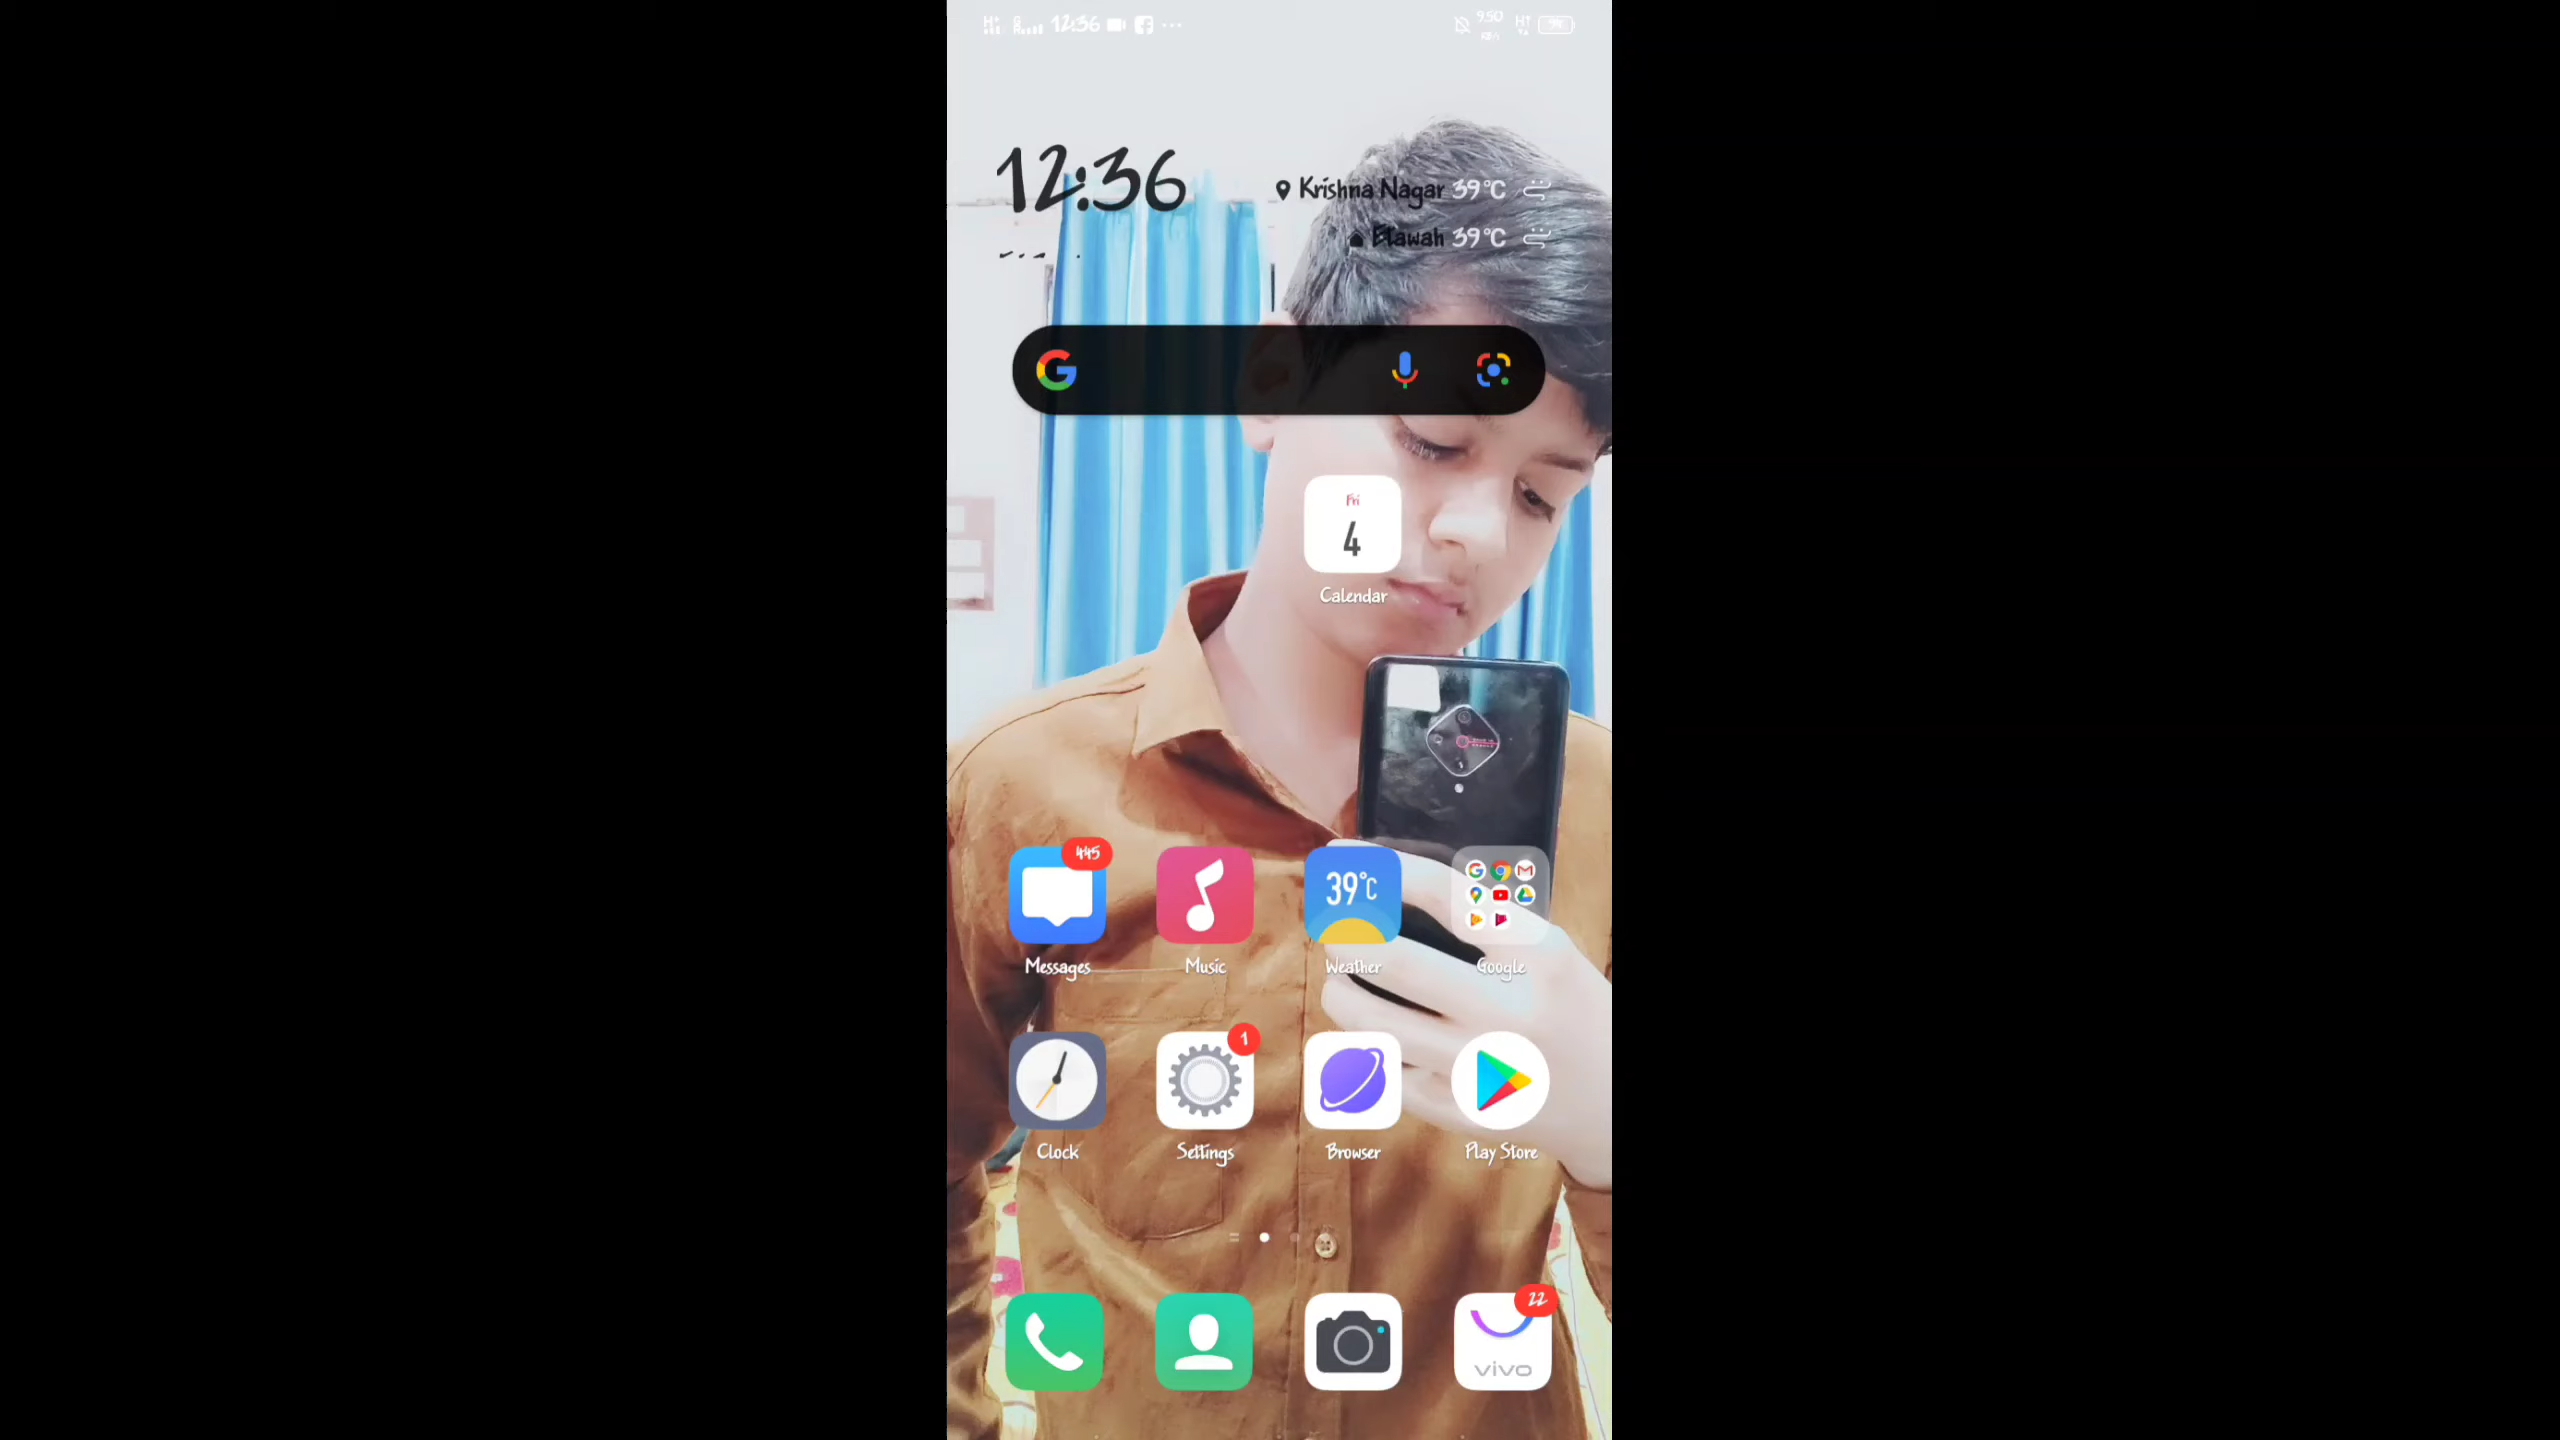 12:36
12:36
Krishna Nagar 39°C
Etawah 39°C
Fri
4
Calendar
445
39°C
Messages
Music
Weather
Google
1
Clock
Settings
Browser
Play Store
22
vivo